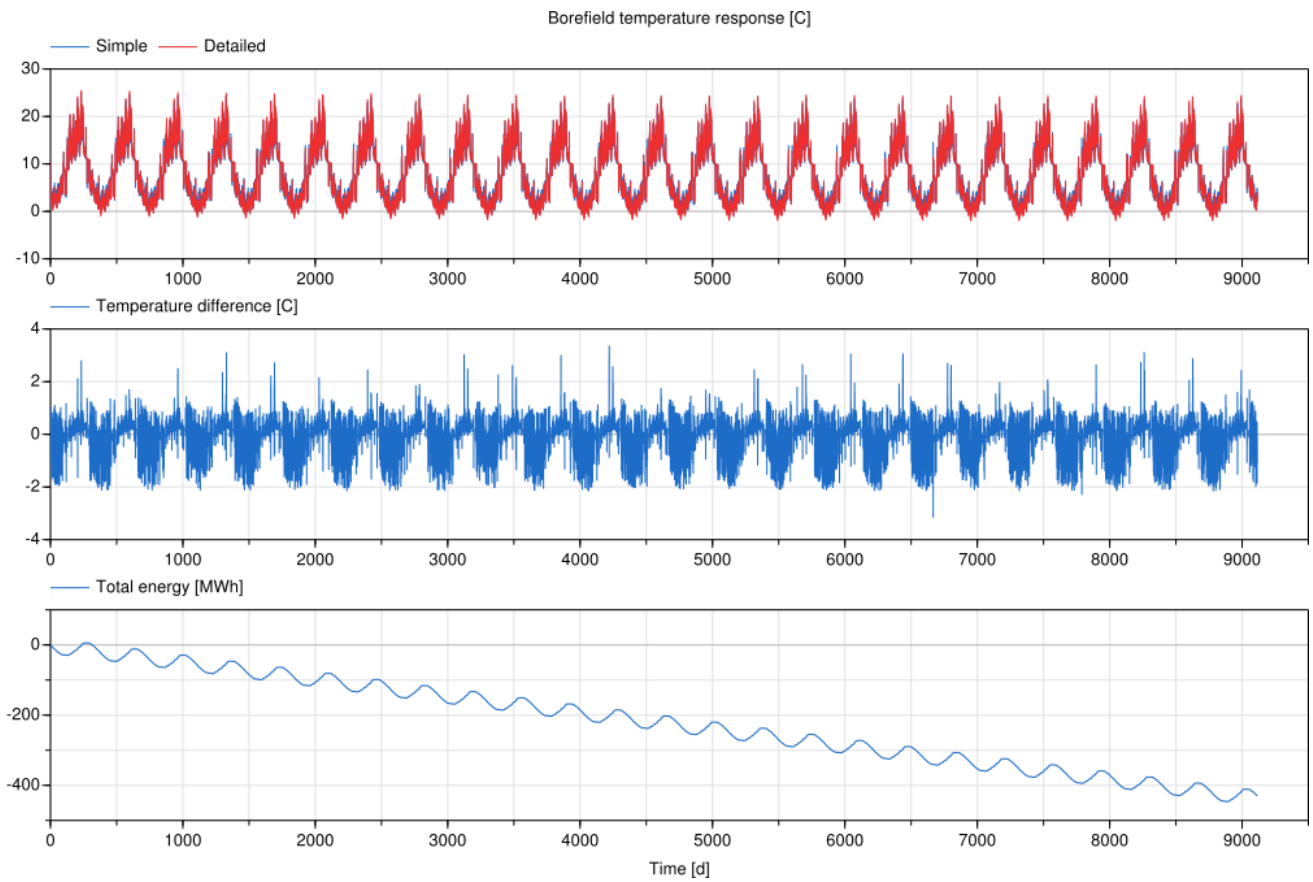 Borefield temperature response [C]
Simple Detailed
30
20
10
0
-10
0 1000 2000 3000 4000 5000 6000 7000 8000 9000
Temperature difference [C]
4
2
0
-2
-4
0 1000 2000 3000 4000 5000 6000 7000 8000 9000
Total energy [MWh]
0
-200
-400
0 1000 2000 3000 4000 5000 6000 7000 8000 9000
Time [d]